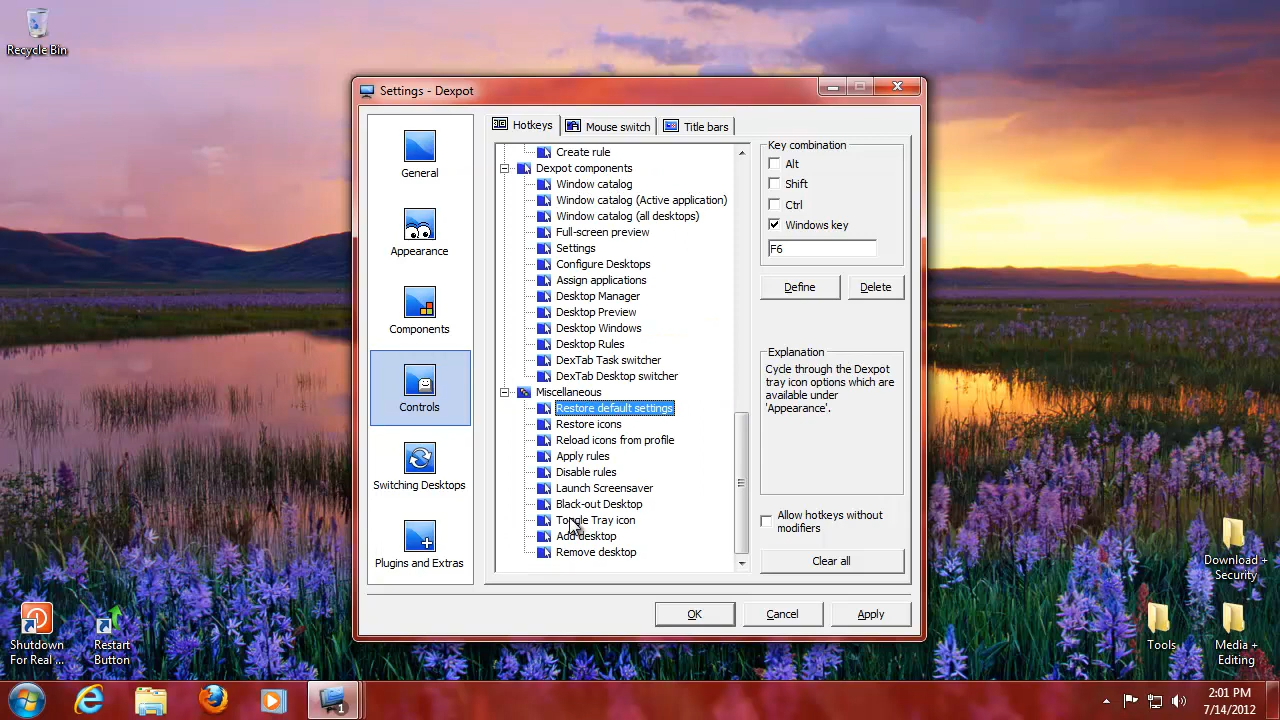 Recycle Bin
Settings - Dexpot
General
Appearance
Components
Controls
Switching Desktops
Plugins and Extras
Hotkeys
Mouse switch
Title bars
Create rule
Dexpot components
Window catalog
Window catalog (Active application)
Window catalog (all desktops)
Full-screen preview
Settings
Configure Desktops
Assign applications
Desktop Manager
Desktop Preview
Desktop Windows
Desktop Rules
DexTab Task switcher
DexTab Desktop switcher
Miscellaneous
Restore default settings
Restore icons
Reload icons from profile
Apply rules
Disable rules
Launch Screensaver
Black-out Desktop
Toggle Tray icon
Add desktop
Remove desktop
Key combination
Alt
Shift
Ctrl
Windows key
F6
Define
Delete
Explanation
Cycle through the Dexpot
tray icon options which are
available under
'Appearance'.
Allow hotkeys without
modifiers
Clear all
OK
Cancel
Apply
Shutdown
For Real ...
Restart
Button
Download +
Security
Tools
Media +
Editing
1
2:01 PM
7/14/2012